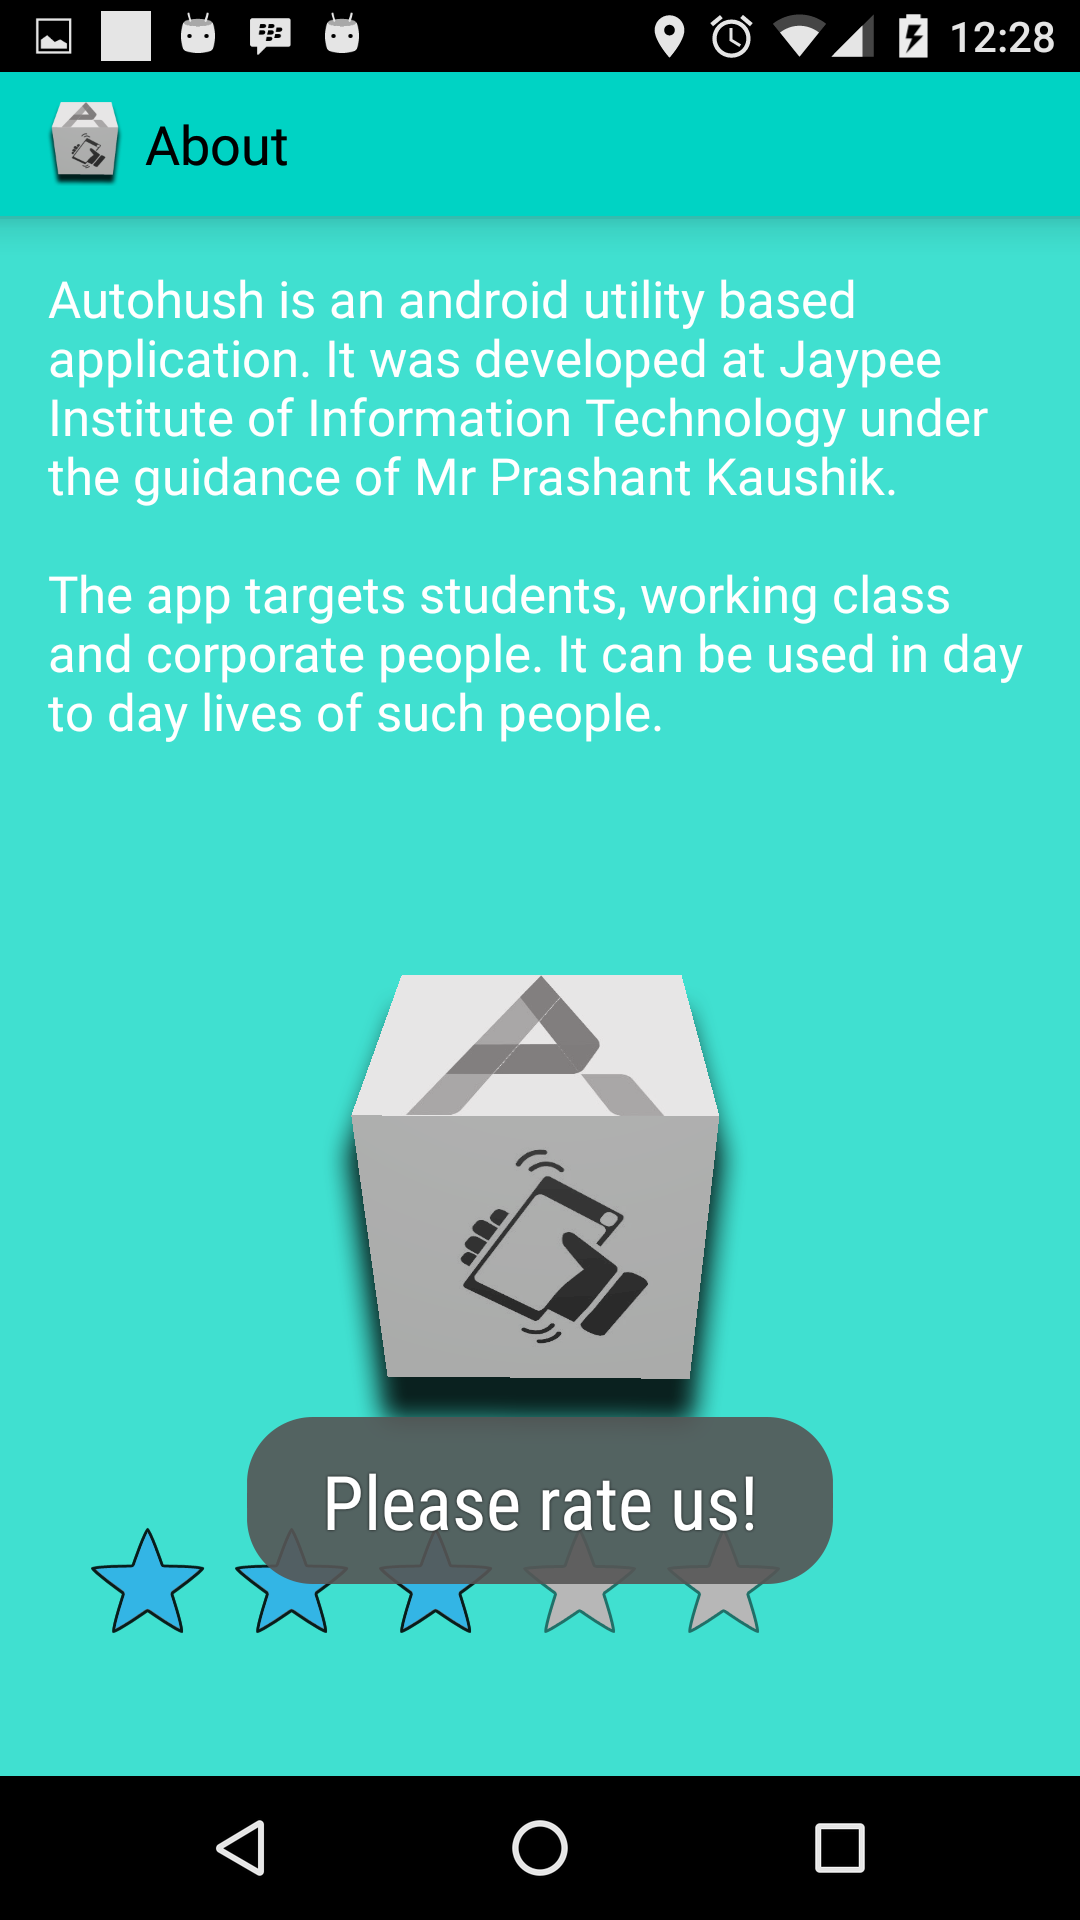 12:28
About
Autohush is an android utility based
application. It was developed at Jaypee
Institute of Information Technology under
the guidance of Mr Prashant Kaushik.
The app targets students, working class
and corporate people. It can be used in day
to day lives of such people.
Please rate us!